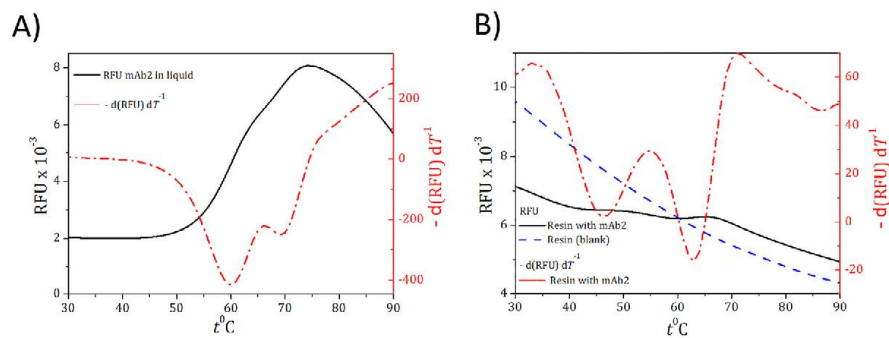 A)
B)
RFU mAb2 in liquid
- d(RFU) dT⁻¹
8
6
4
2
0
RFU x 10⁻³
200
0
-200
-400
- d(RFU) dT⁻¹
30 40 50 60 70 80 90
t⁰C
10
8
6
4
RFU x 10⁻³
RFU
Resin with mAb2
Resin (blank)
- d(RFU) dT⁻¹
Resin with mAb2
60
40
20
0
-20
- d(RFU) dT⁻¹
30 40 50 60 70 80 90
t⁰C